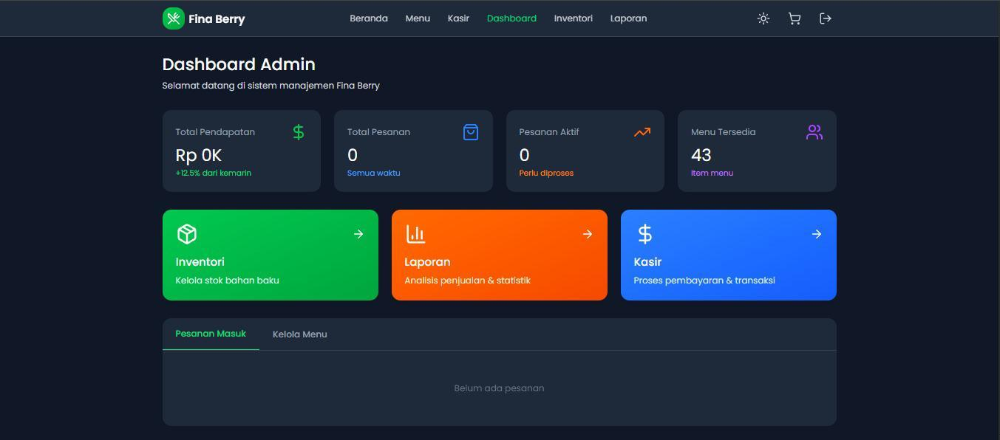 Fina Berry
Beranda Menu Kasir Dashboard Inventori Laporan
Dashboard Admin
Selamat datang di sistem manajemen Fina Berry
Total Pendapatan
Rp 0K
+12.5% dari kemarin
Total Pesanan
0
Semua waktu
Pesanan Aktif
0
Perlu diproses
Menu Tersedia
43
Item menu
Inventori
Kelola stok bahan baku
Laporan
Analisis penjualan & statistik
Kasir
Proses pembayaran & transaksi
Pesanan Masuk Kelola Menu
Belum ada pesanan